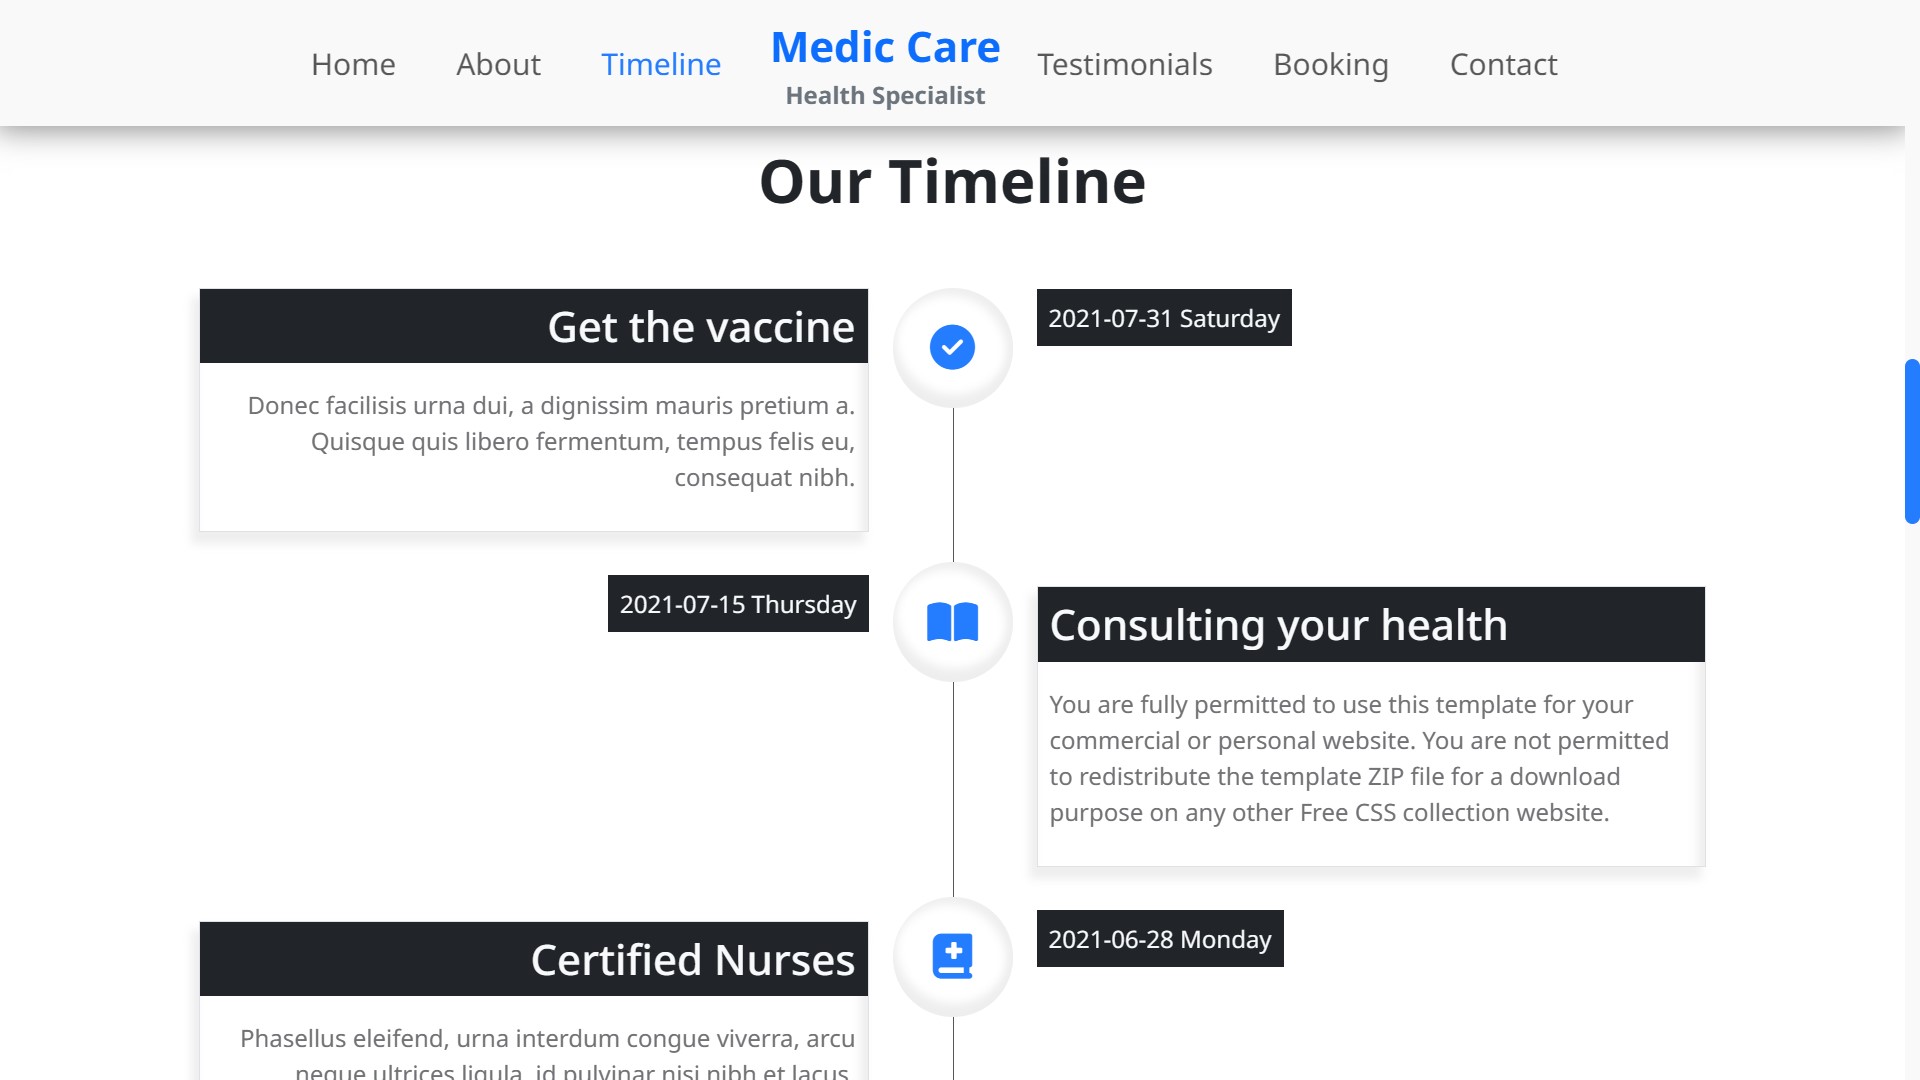 Home
About
Timeline
Medic Care
Health Specialist
Testimonials
Booking
Contact
Our Timeline
Get the vaccine
Donec facilisis urna dui, a dignissim mauris pretium a.
Quisque quis libero fermentum, tempus felis eu,
consequat nibh.
2021-07-31 Saturday
2021-07-15 Thursday
Consulting your health
You are fully permitted to use this template for your
commercial or personal website. You are not permitted
to redistribute the template ZIP file for a download
purpose on any other Free CSS collection website.
Certified Nurses
Phasellus eleifend, urna interdum congue viverra, arcu
neque ultrices ligula, id pulvinar nisi nibh et lacus.
2021-06-28 Monday